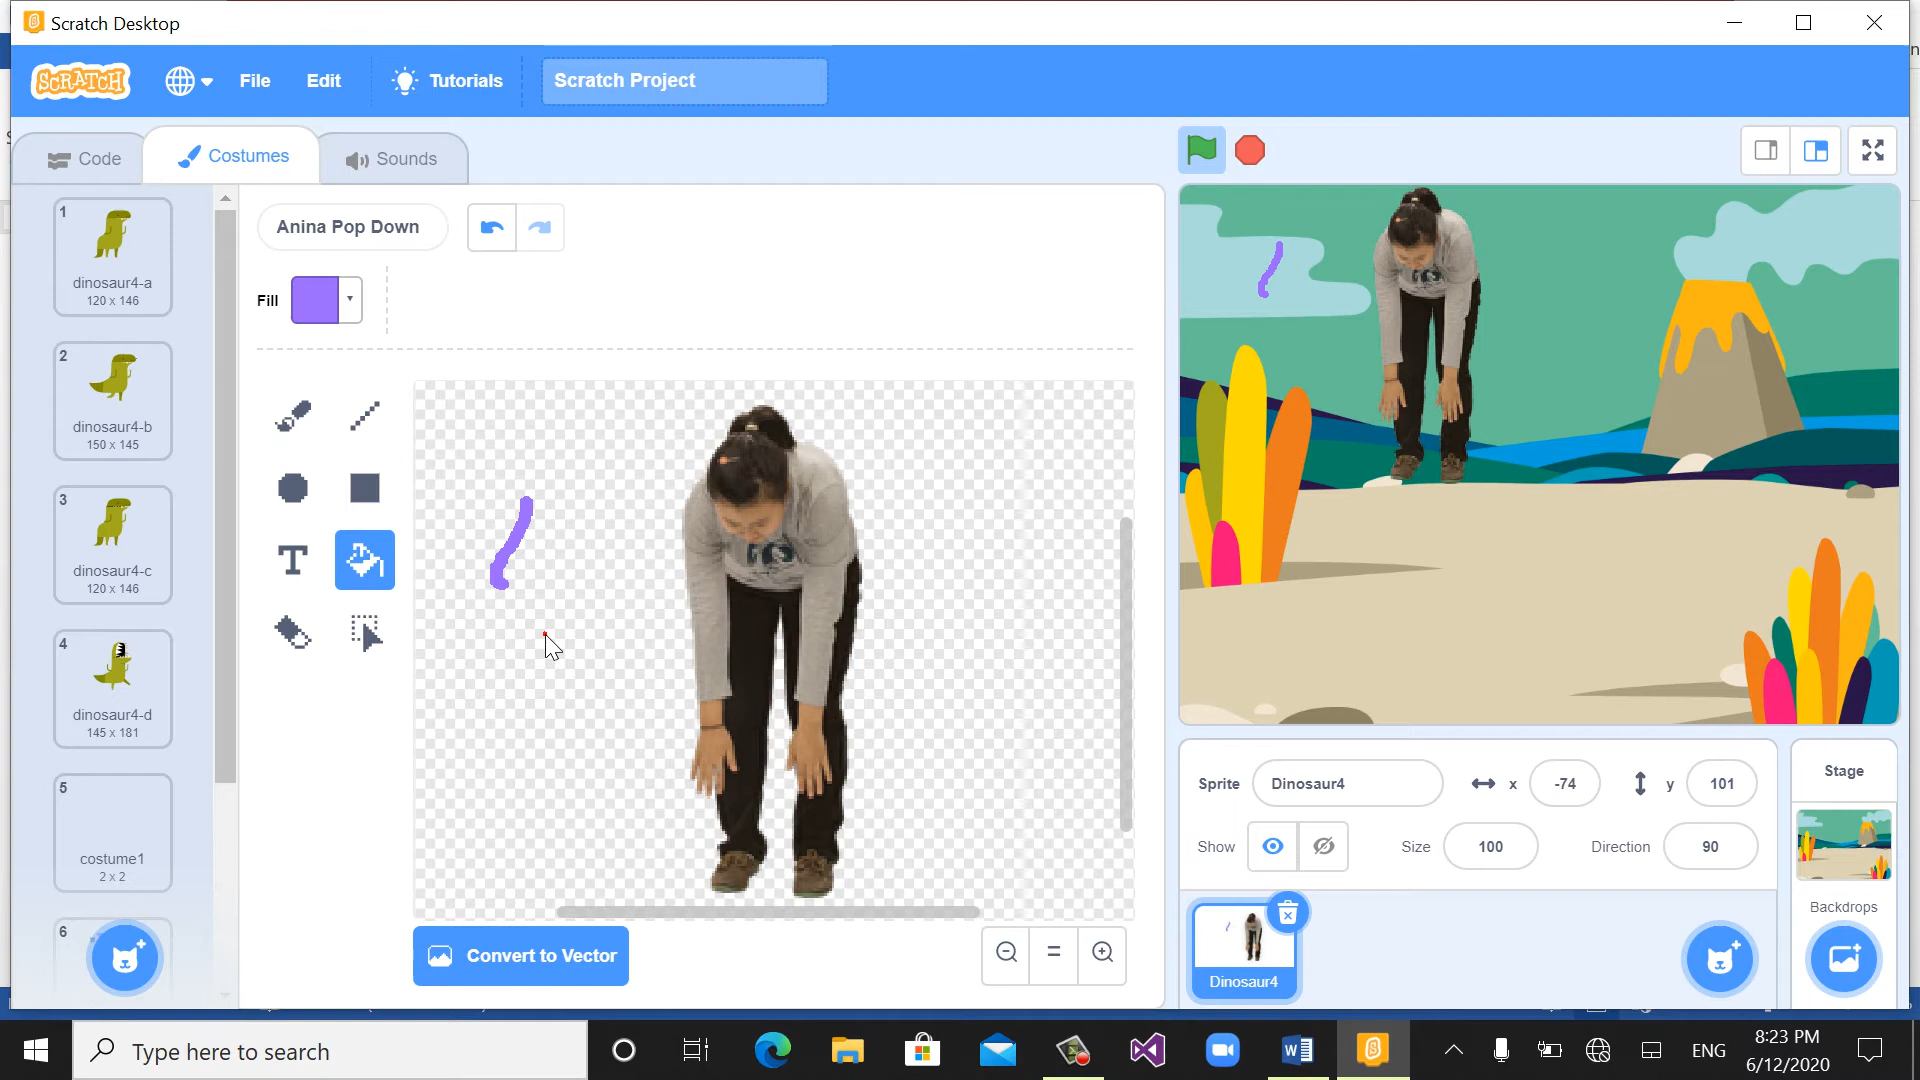 Scratch Desktop
SCRATCH File Edit Tutorials Scratch Project
Code Costumes Sounds
1
dinosaur4-a
120 x 146
2
dinosaur4-b
150 x 145
3
dinosaur4-c
120 x 146
4
dinosaur4-d
145 x 181
5
costume1
2 x 2
6
Anina Pop Down
Fill
T
Convert to Vector
Sprite Dinosaur4 x -74 y 101
Show Size 100 Direction 90
Dinosaur4
Stage
Backdrops
Type here to search
ENG
8:23 PM
6/12/2020